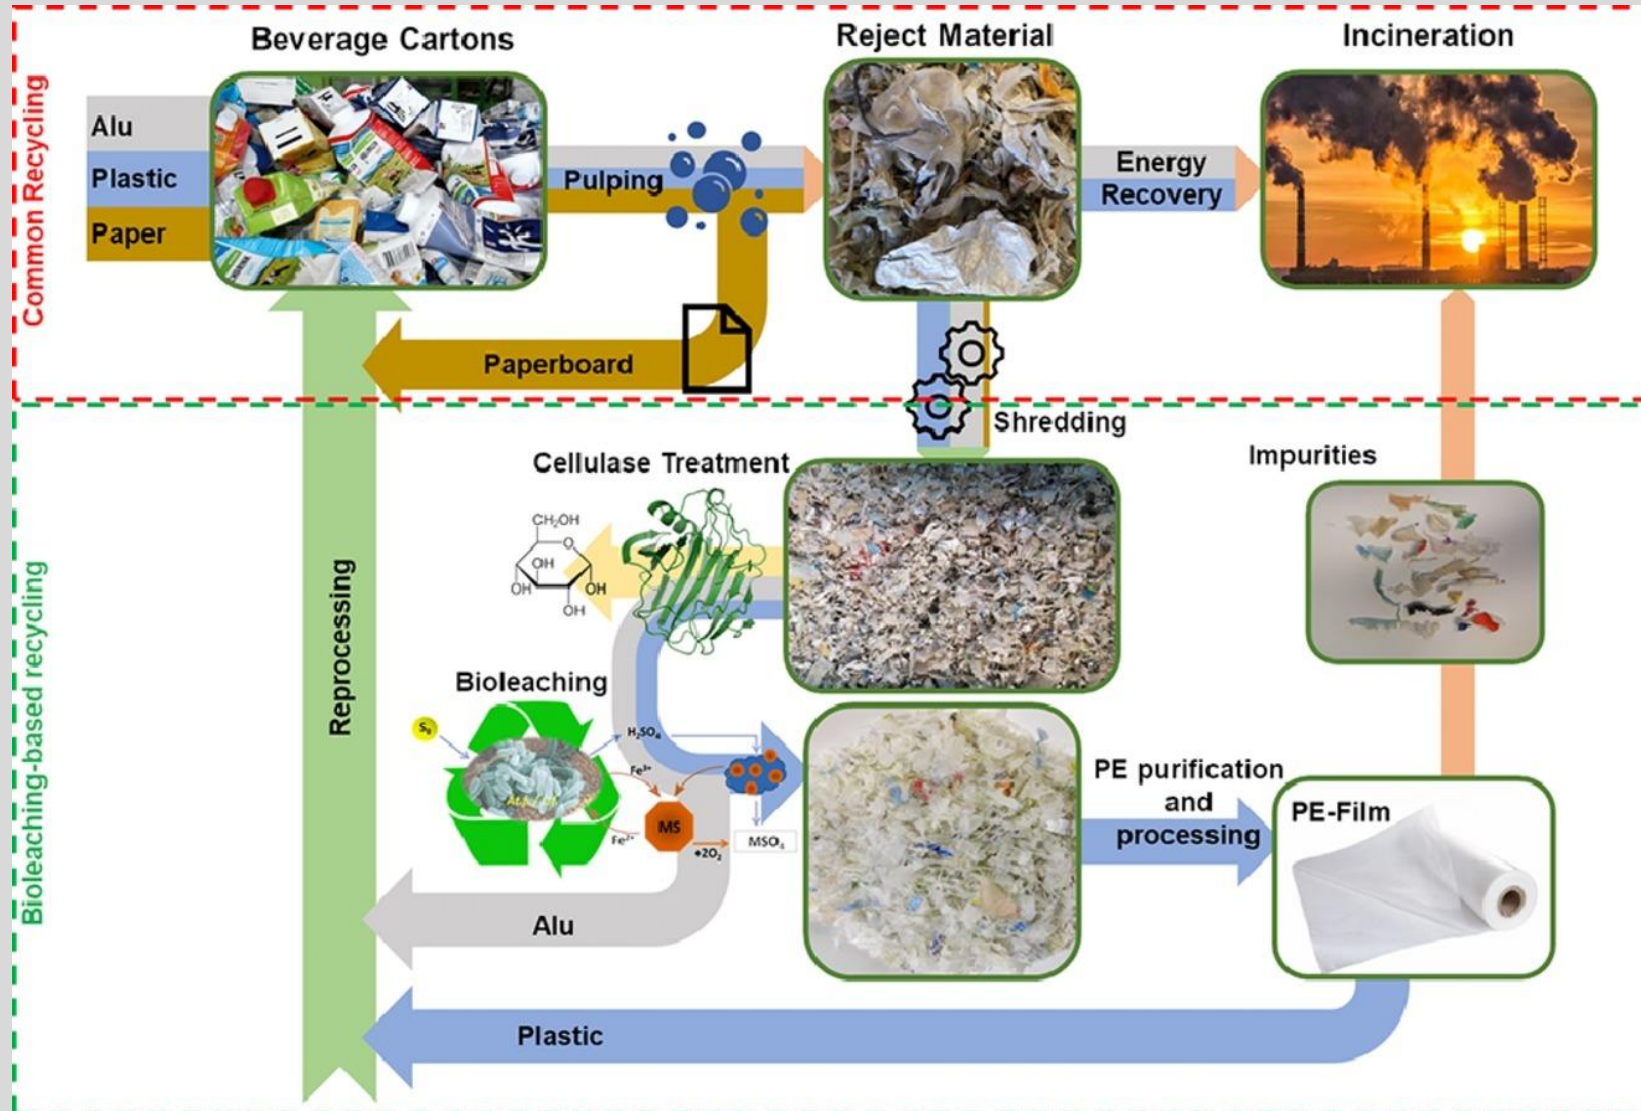 Beverage Cartons
Reject Material
Incineration
Common Recycling
Alu
Plastic
Paper
Pulping
Energy
Recovery
Paperboard
Shredding
Cellulase Treatment
Impurities
CH₂OH
O
OH
OH
OH
OH
Bioleaching-based recycling
Reprocessing
Bioleaching
S₀
H₂SO₄
Fe³⁺
At.f. /
Fe²⁺
MS
+2O₂
MSO₄
PE purification
and
processing
PE-Film
Alu
Plastic